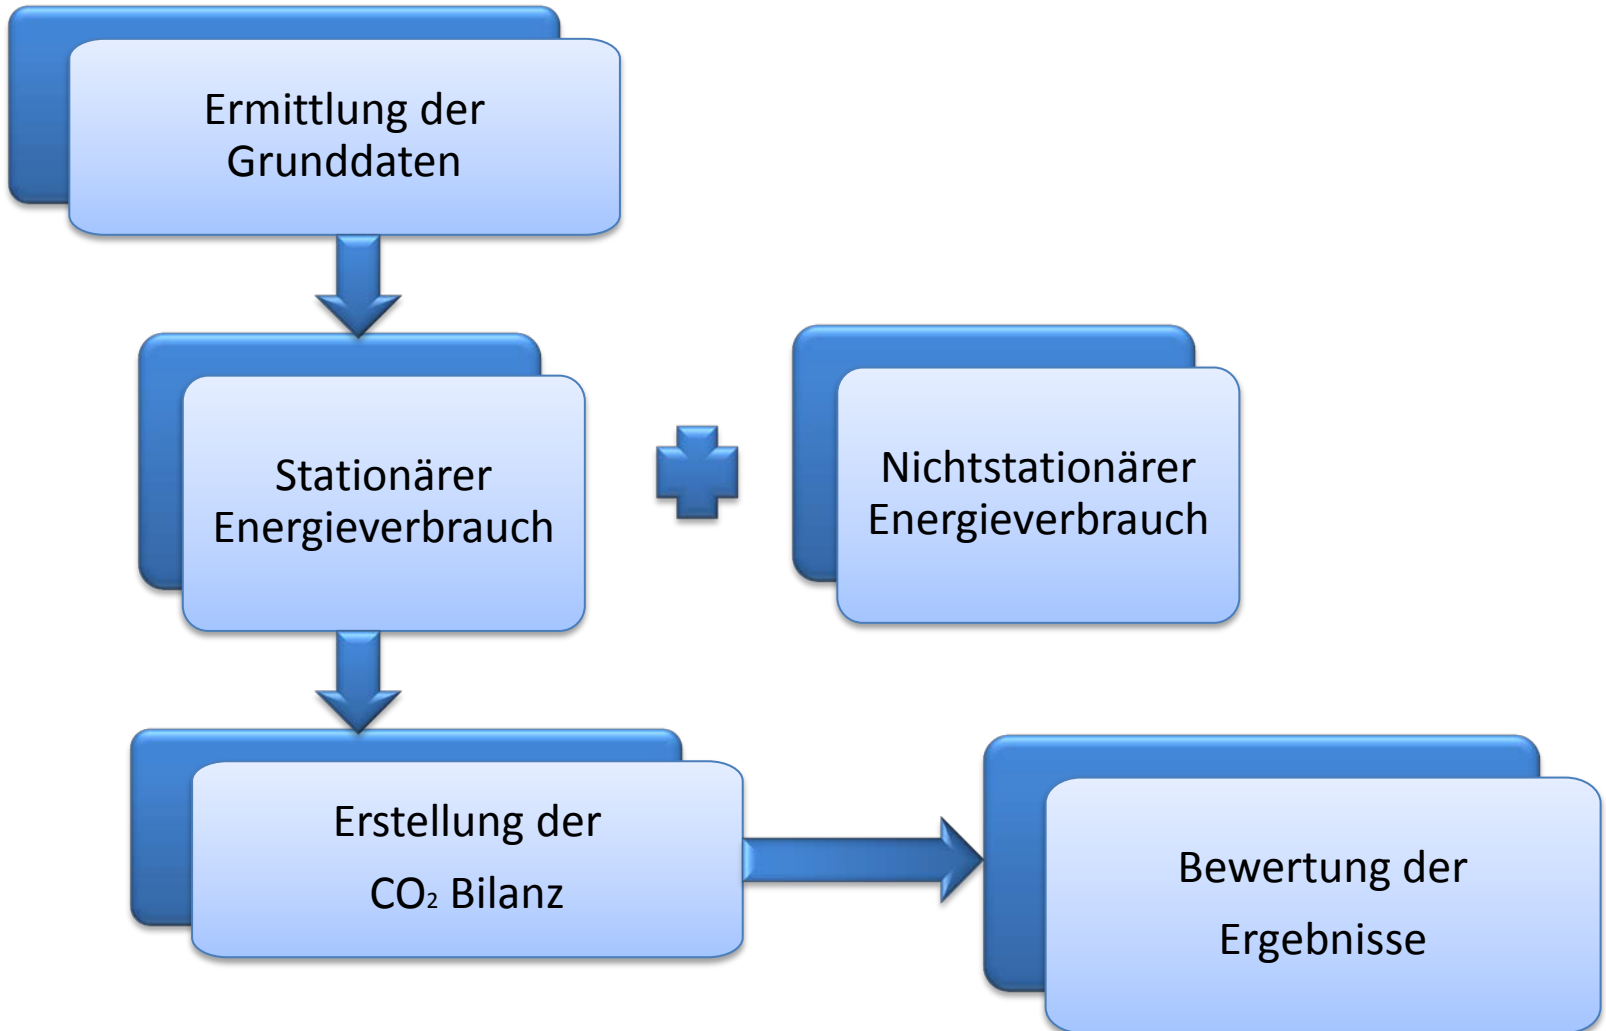 Ermittlung der
Grunddaten
Stationärer
Energieverbrauch
Nichtstationärer
Energieverbrauch
Erstellung der
CO₂ Bilanz
Bewertung der
Ergebnisse